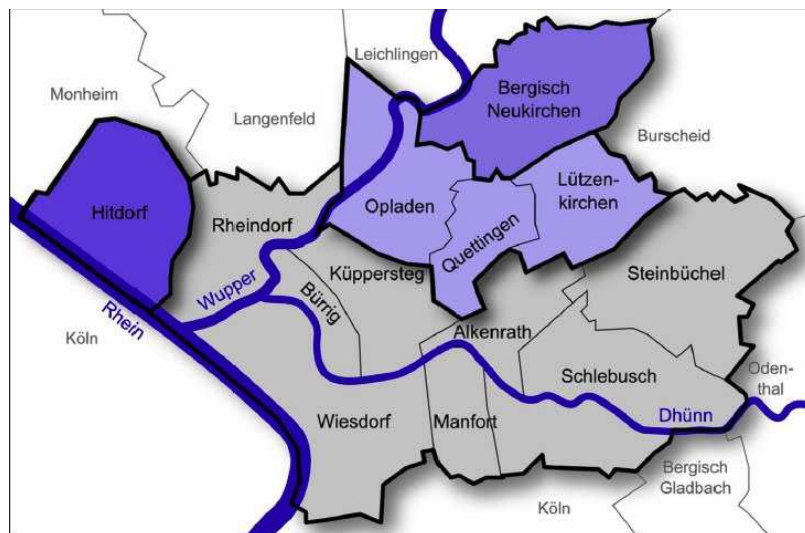 Leichlingen
Monheim
Bergisch
Neukirchen
Langenfeld
Burscheid
Lützen-
kirchen
Hitdorf
Opladen
Rheindorf
Quettingen
Küppersteg
Steinbüchel
Wupper
Bürrig
Rhein
Alkenrath
Köln
Schlebusch
Oden-
thal
Wiesdorf
Manfort
Dhünn
Bergisch
Gladbach
Köln